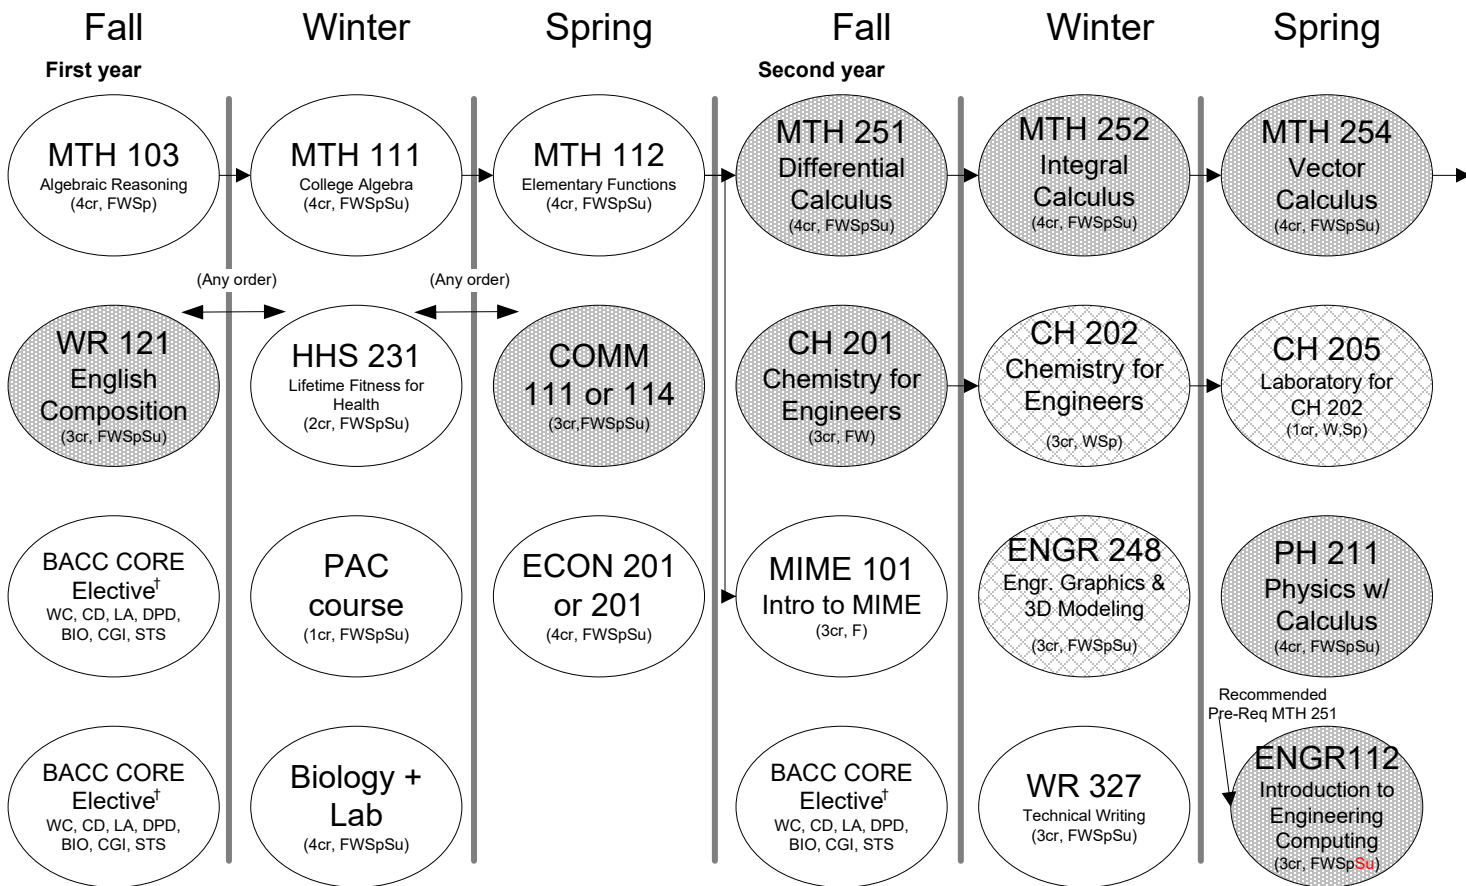 Fall Winter Spring Fall Winter Spring
First year Second year
MTH 103
Algebraic Reasoning
(4cr, FWSp)
MTH 111
College Algebra
(4cr, FWSpSu)
MTH 112
Elementary Functions
(4cr, FWSpSu)
MTH 251
Differential
Calculus
(4cr, FWSpSu)
MTH 252
Integral
Calculus
(4cr, FWSpSu)
MTH 254
Vector
Calculus
(4cr, FWSpSu)
(Any order)
(Any order)
WR 121
English
Composition
(3cr, FWSpSu)
HHS 231
Lifetime Fitness for
Health
(2cr, FWSpSu)
COMM
111 or 114
(3cr,FWSpSu)
CH 201
Chemistry for
Engineers
(3cr, FW)
CH 202
Chemistry for
Engineers
(3cr, WSp)
CH 205
Laboratory for
CH 202
(1cr, W,Sp)
BACC CORE
Elective†
WC, CD, LA, DPD,
BIO, CGI, STS
PAC
course
(1cr, FWSpSu)
ECON 201
or 201
(4cr, FWSpSu)
MIME 101
Intro to MIME
(3cr, F)
ENGR 248
Engr. Graphics &
3D Modeling
(3cr, FWSpSu)
PH 211
Physics w/
Calculus
(4cr, FWSpSu)
Recommended
Pre-Req MTH 251
BACC CORE
Elective†
WC, CD, LA, DPD,
BIO, CGI, STS
Biology +
Lab
(4cr, FWSpSu)
BACC CORE
Elective†
WC, CD, LA, DPD,
BIO, CGI, STS
WR 327
Technical Writing
(3cr, FWSpSu)
ENGR112
Introduction to
Engineering
Computing
(3cr, FWSpSu)